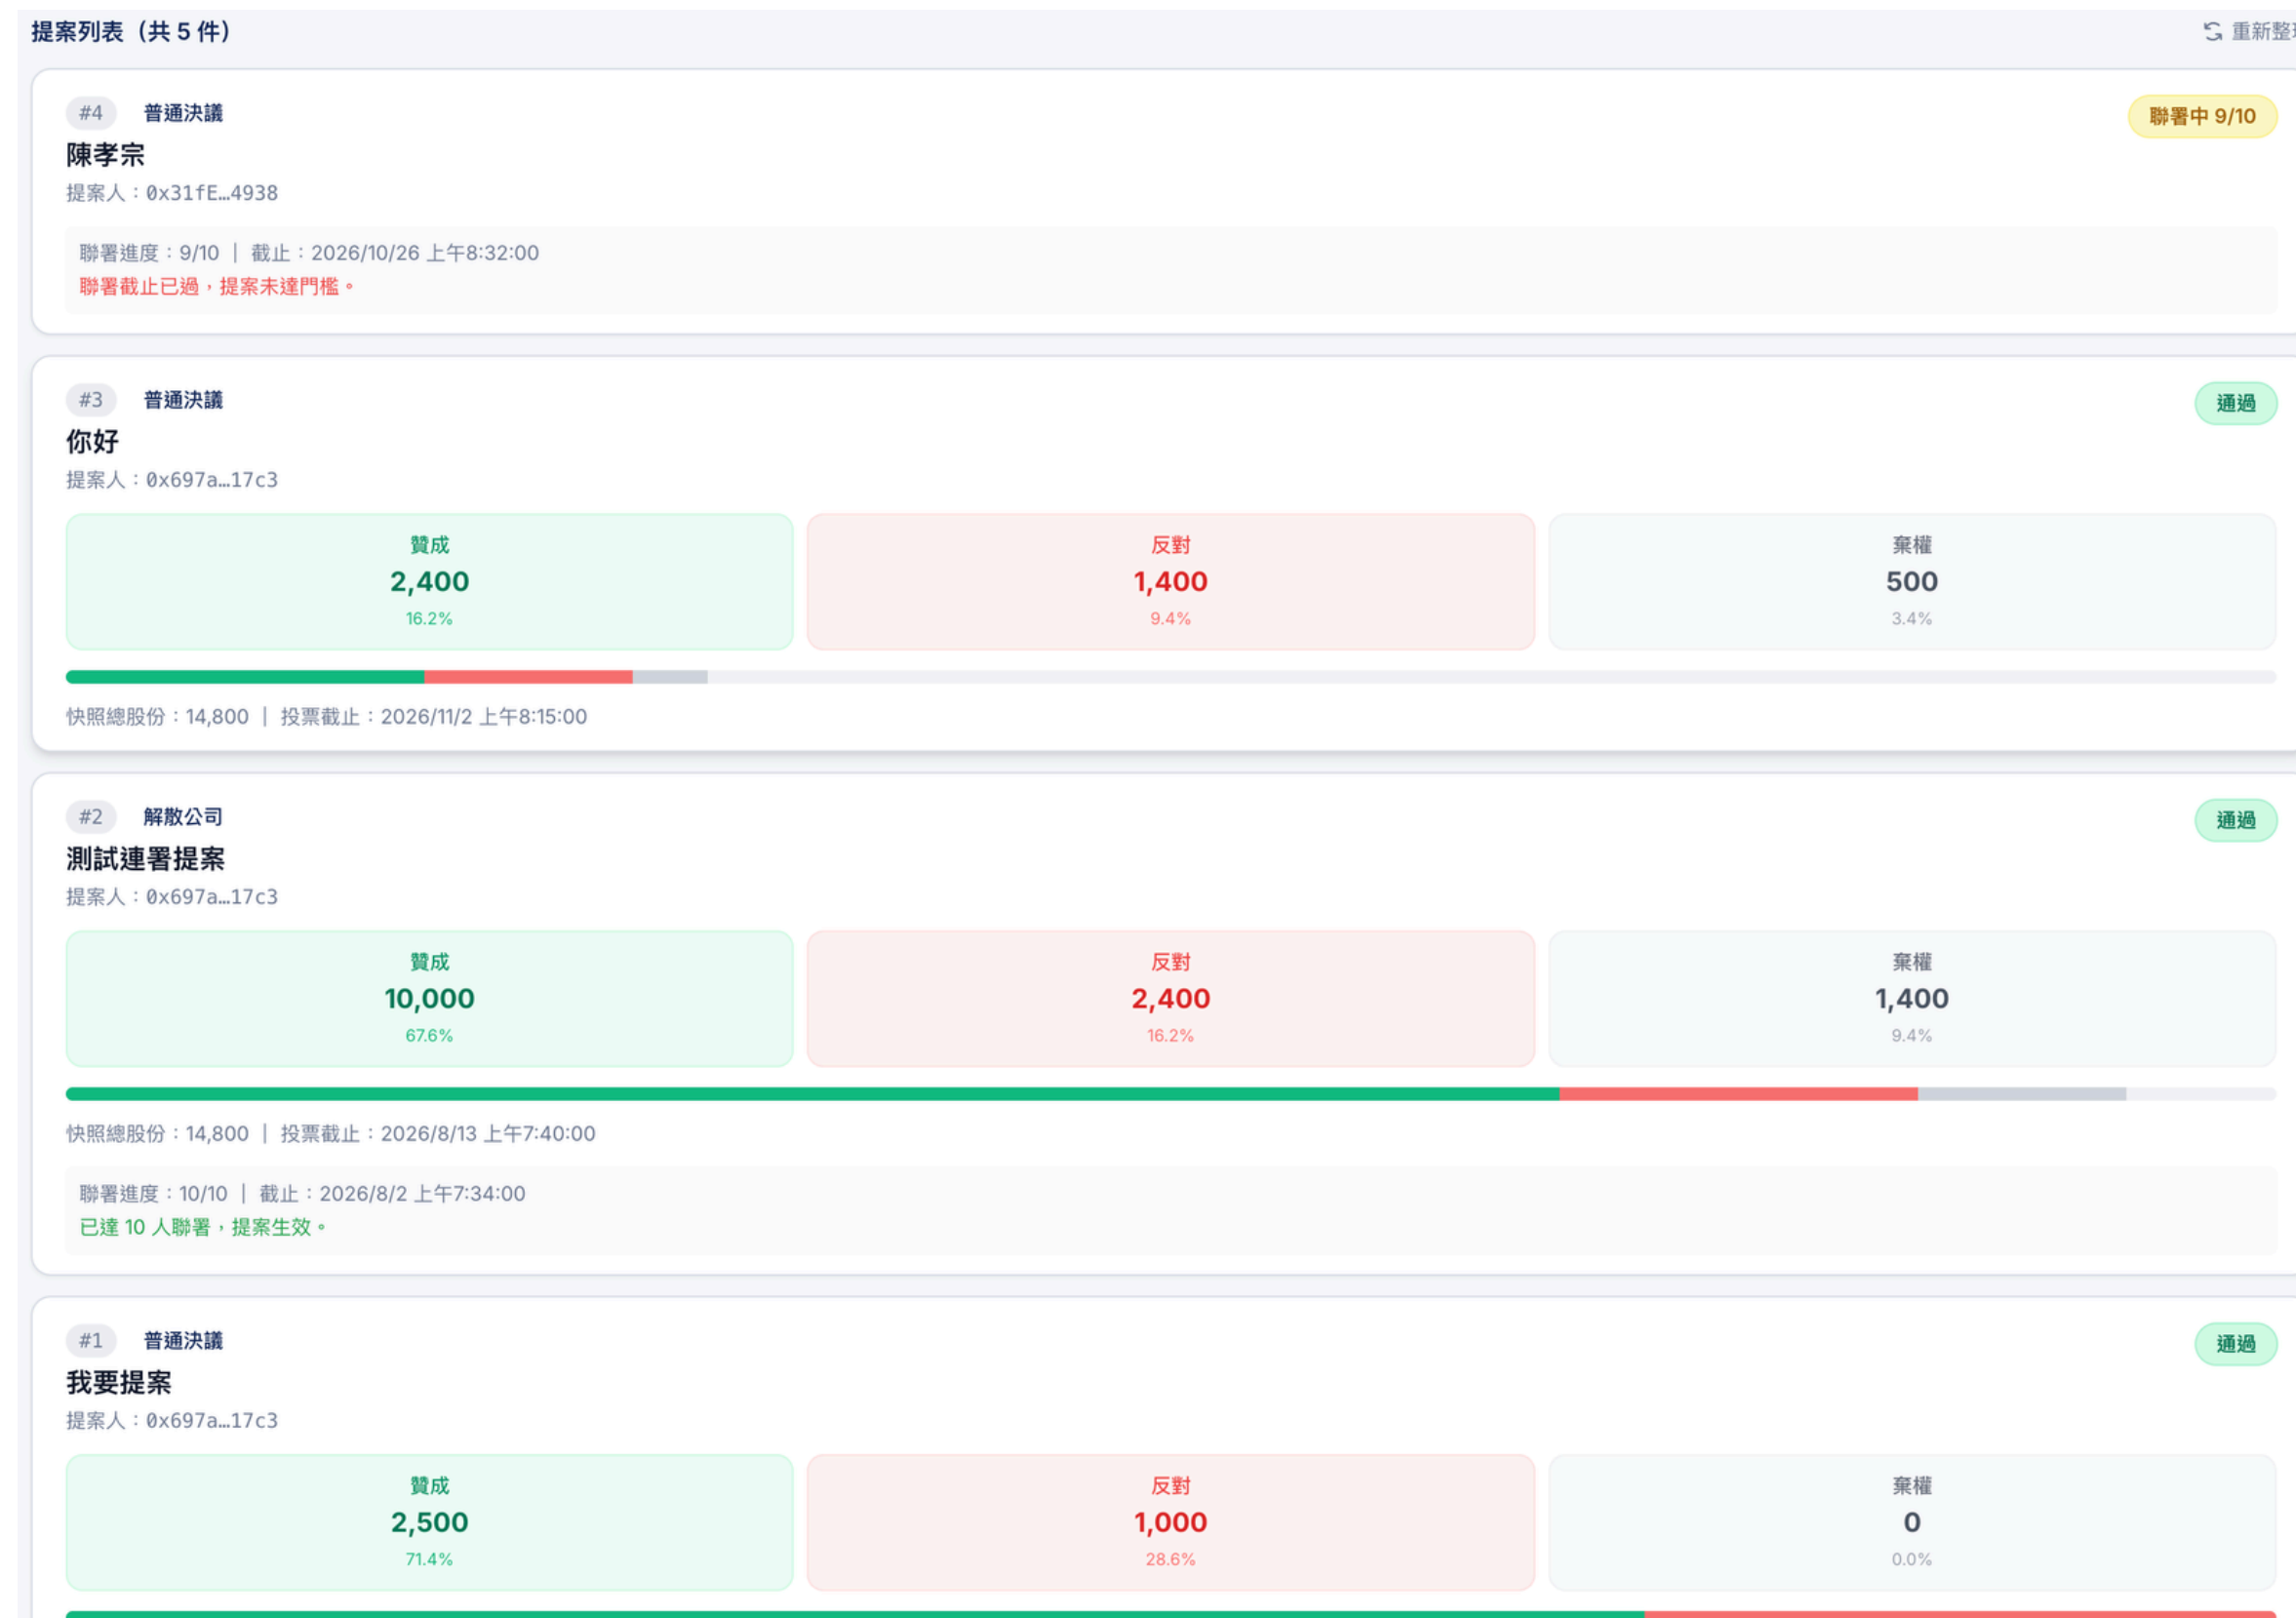 提案列表（共 5 件）
重新整
#4 普通決議
聯署中 9/10
陳孝宗
提案人：0x31fE…4938
聯署進度：9/10 ｜ 截止：2026/10/26 上午8:32:00
聯署截止已過，提案未達門檻。
#3 普通決議
通過
你好
提案人：0x697a…17c3
贊成 反對 棄權
2,400 1,400 500
16.2% 9.4% 3.4%
快照總股份：14,800 ｜ 投票截止：2026/11/2 上午8:15:00
#2 解散公司
通過
測試連署提案
提案人：0x697a…17c3
贊成 反對 棄權
10,000 2,400 1,400
67.6% 16.2% 9.4%
快照總股份：14,800 ｜ 投票截止：2026/8/13 上午7:40:00
聯署進度：10/10 ｜ 截止：2026/8/2 上午7:34:00
已達 10 人聯署，提案生效。
#1 普通決議
通過
我要提案
提案人：0x697a…17c3
贊成 反對 棄權
2,500 1,000 0
71.4% 28.6% 0.0%